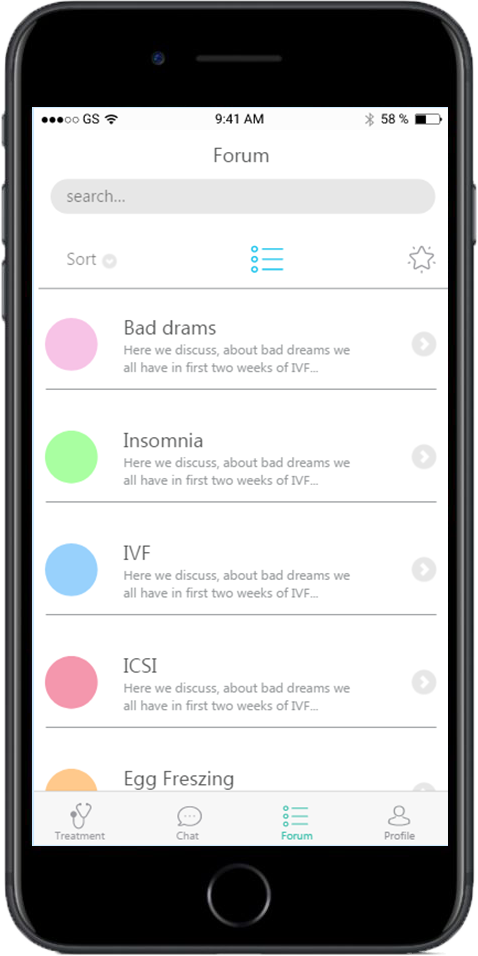 GS 9:41 AM 58 %
Forum
search...
Sort
Bad drams
Here we discuss, about bad dreams we
all have in first two weeks of IVF...
Insomnia
Here we discuss, about bad dreams we
all have in first two weeks of IVF...
IVF
Here we discuss, about bad dreams we
all have in first two weeks of IVF...
ICSI
Here we discuss, about bad dreams we
all have in first two weeks of IVF...
Egg Freszing
Treatment Chat Forum Profile